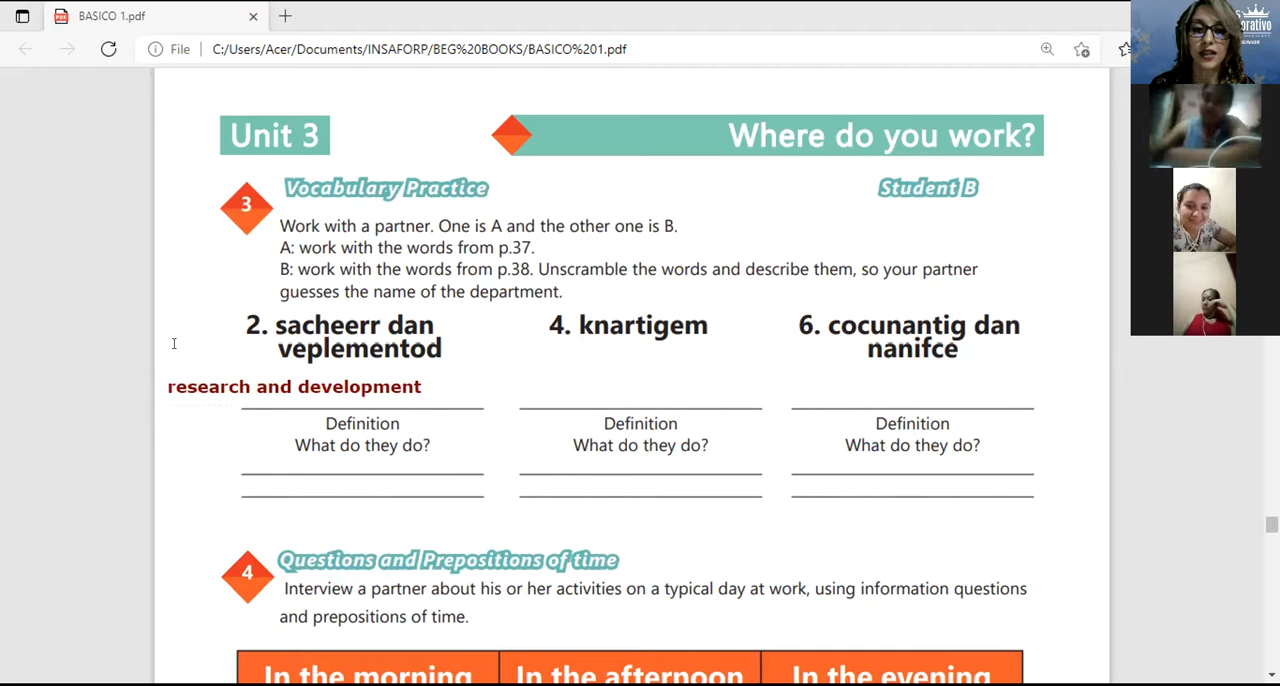 BASICO 1.pdf
File | C:/Users/Acer/Documents/INSAFORP/BEG%20BOOKS/BASICO%201.pdf
Unit 3
Where do you work?
3
Vocabulary Practice
Student B
Work with a partner. One is A and the other one is B.
A: work with the words from p.37.
B: work with the words from p.38. Unscramble the words and describe them, so your partner
guesses the name of the department.
2. sacheerr dan
veplementod
4. knartigem
6. cocunantig dan
nanifce
research and development
Definition
What do they do?
Definition
What do they do?
Definition
What do they do?
4
Questions and Prepositions of time
Interview a partner about his or her activities on a typical day at work, using information questions
and prepositions of time.
In the morning
In the afternoon
In the evening